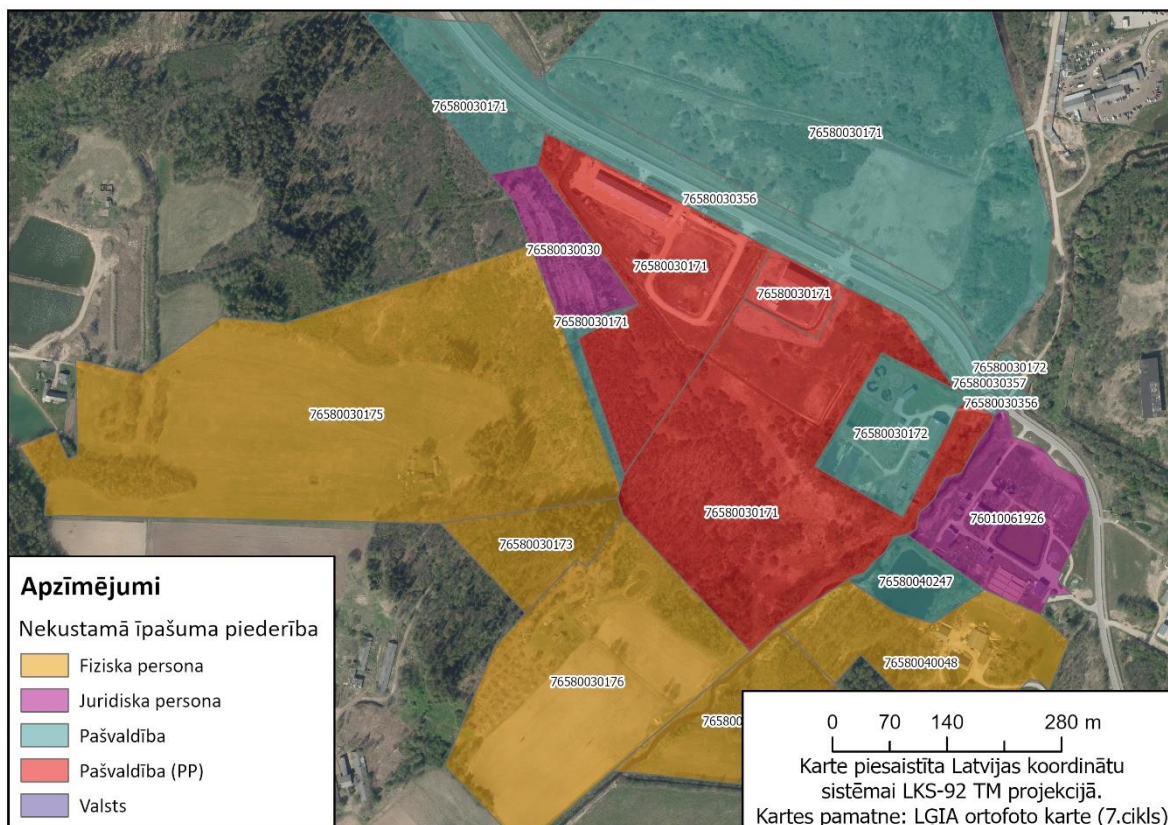 76580030171
76580030171
76580030356
76580030030
76580030171
76580030171
76580030171
76580030172
76580030357
76580030356
76580030175
76580030172
76580030171
76010061926
76580030173
76580040247
76580040048
76580030176
Apzīmējumi
Nekustamā īpašuma piederība
Fiziska persona
Juridiska persona
Pašvaldība
Pašvaldība (PP)
Valsts
0 70 140 280 m
Karte piesaistīta Latvijas koordinātu
sistēmai LKS-92 TM projekcijā.
Kartes pamatne: LGIA ortofoto karte (7.cikls)